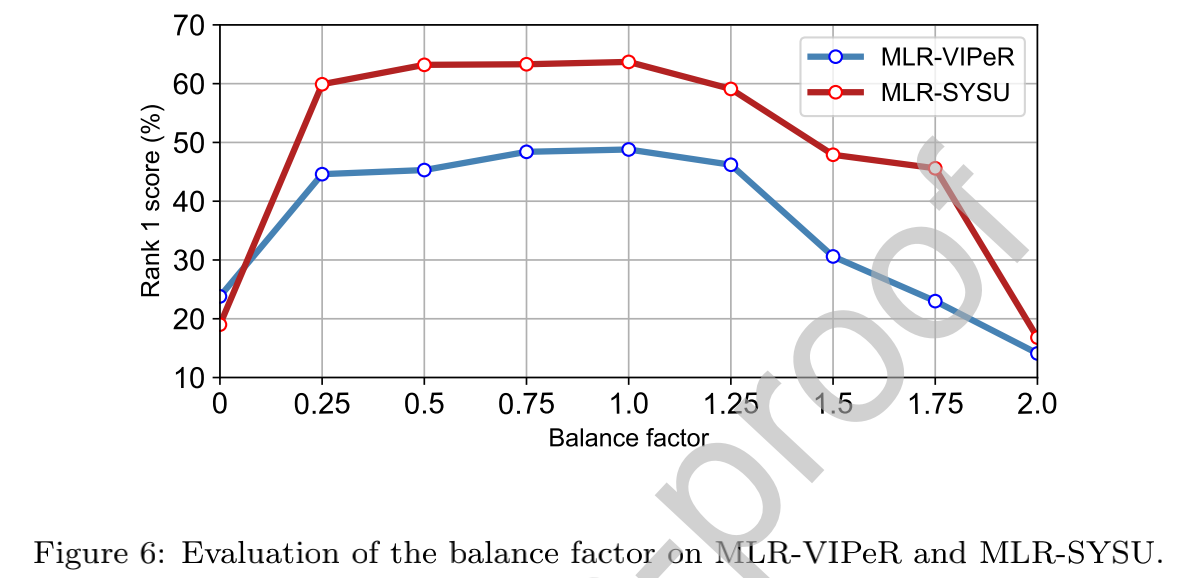 70
60
50
40
30
20
10
Rank 1 score (%)
MLR-VIPeR
MLR-SYSU
0 0.25 0.5 0.75 1.0 1.25 1.5 1.75 2.0
Balance factor
Figure 6: Evaluation of the balance factor on MLR-VIPeR and MLR-SYSU.
proof